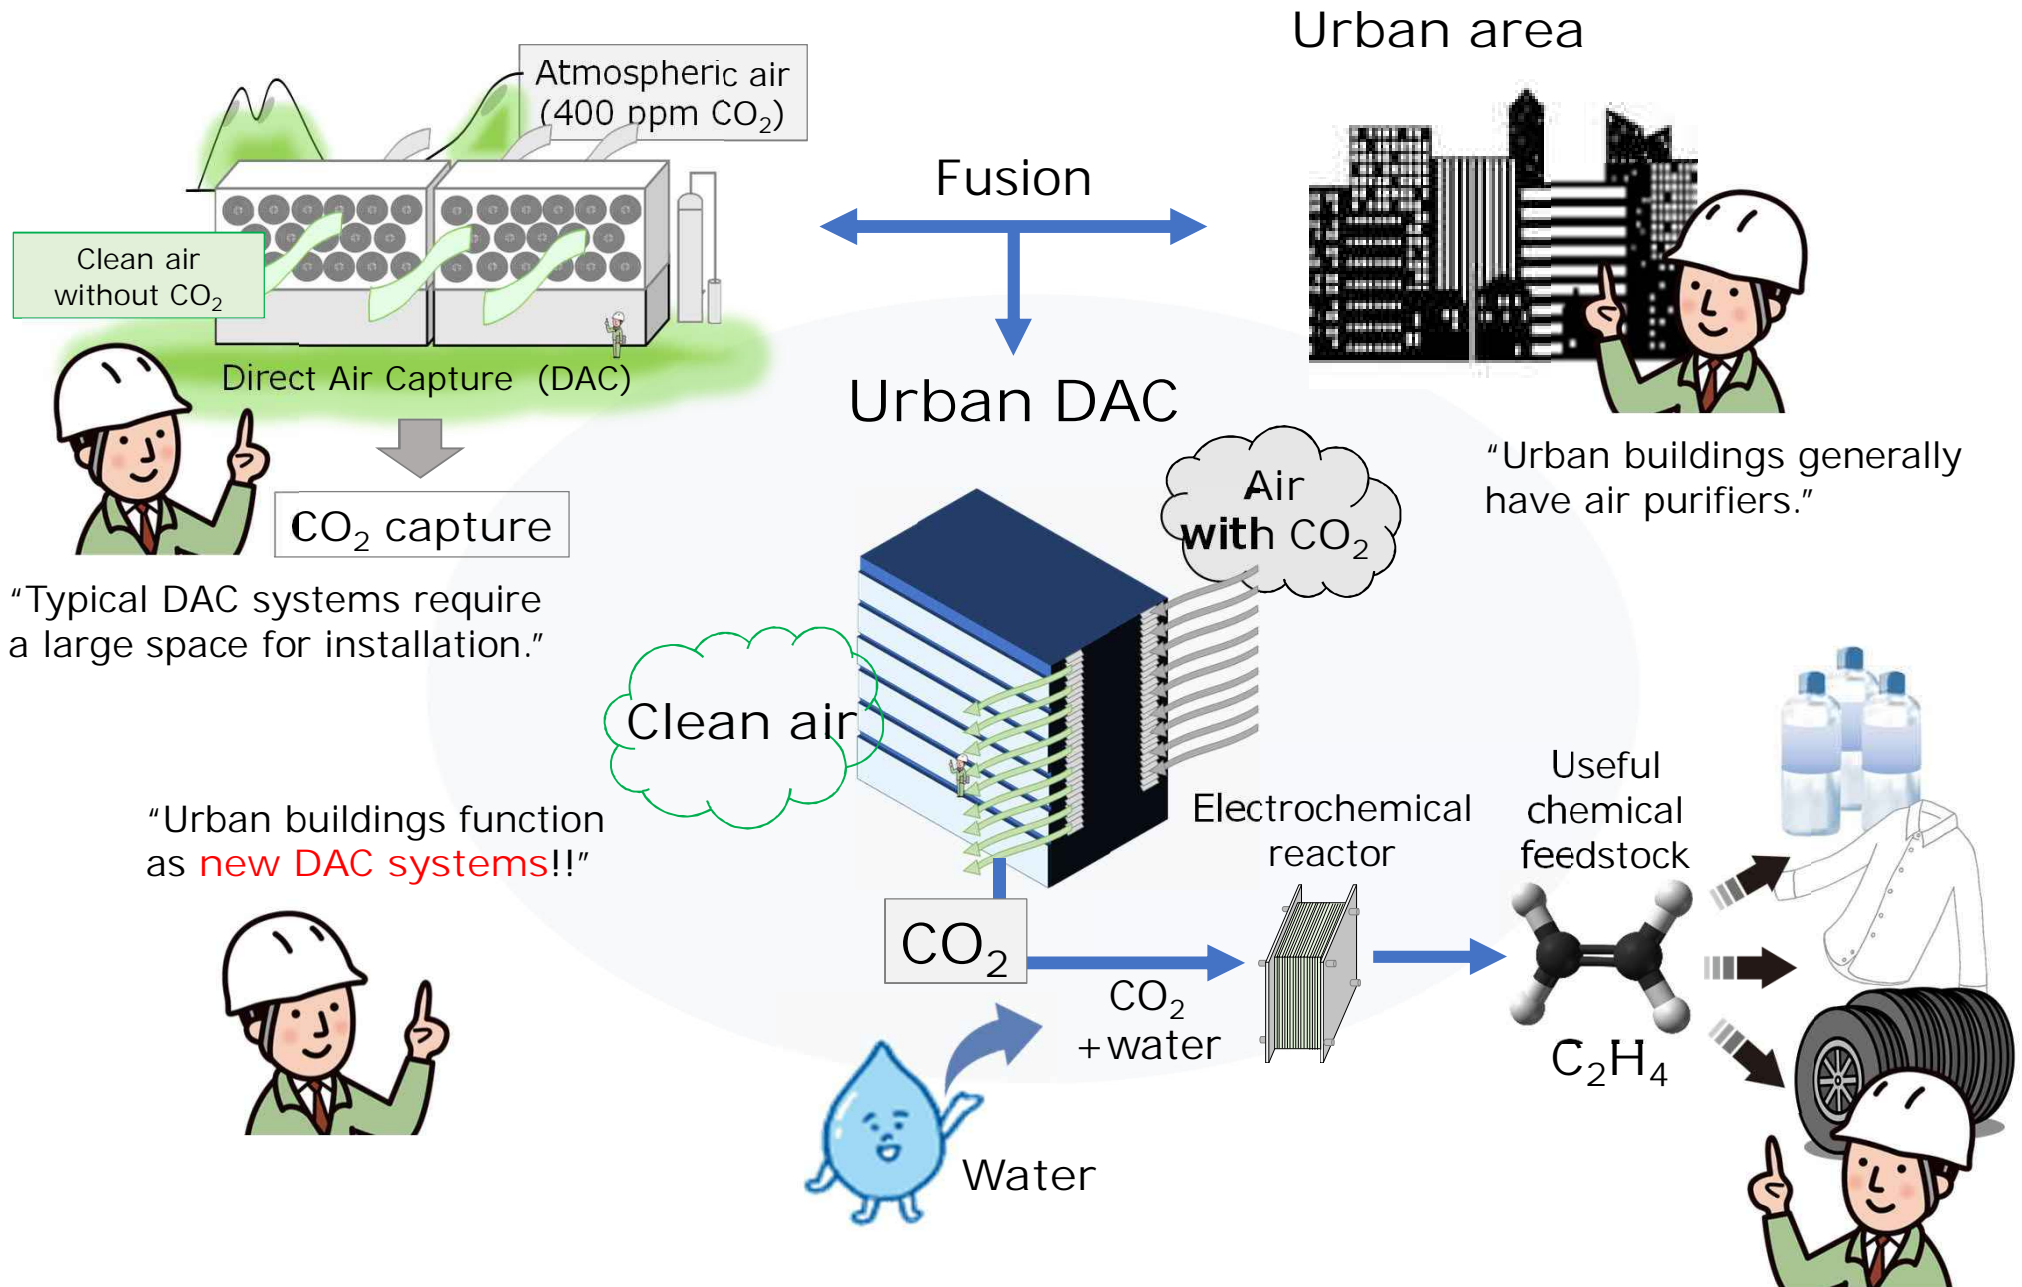 Urban area
Atmospheric air
(400 ppm CO₂)
Fusion
Clean air
without CO₂
Direct Air Capture (DAC)
Urban DAC
CO₂ capture
"Urban buildings generally
have air purifiers."
Air
with CO₂
"Typical DAC systems require
a large space for installation."
Clean air
"Urban buildings function
as new DAC systems!!"
Electrochemical
reactor
Useful
chemical
feedstock
CO₂
CO₂
+water
C₂H₄
Water